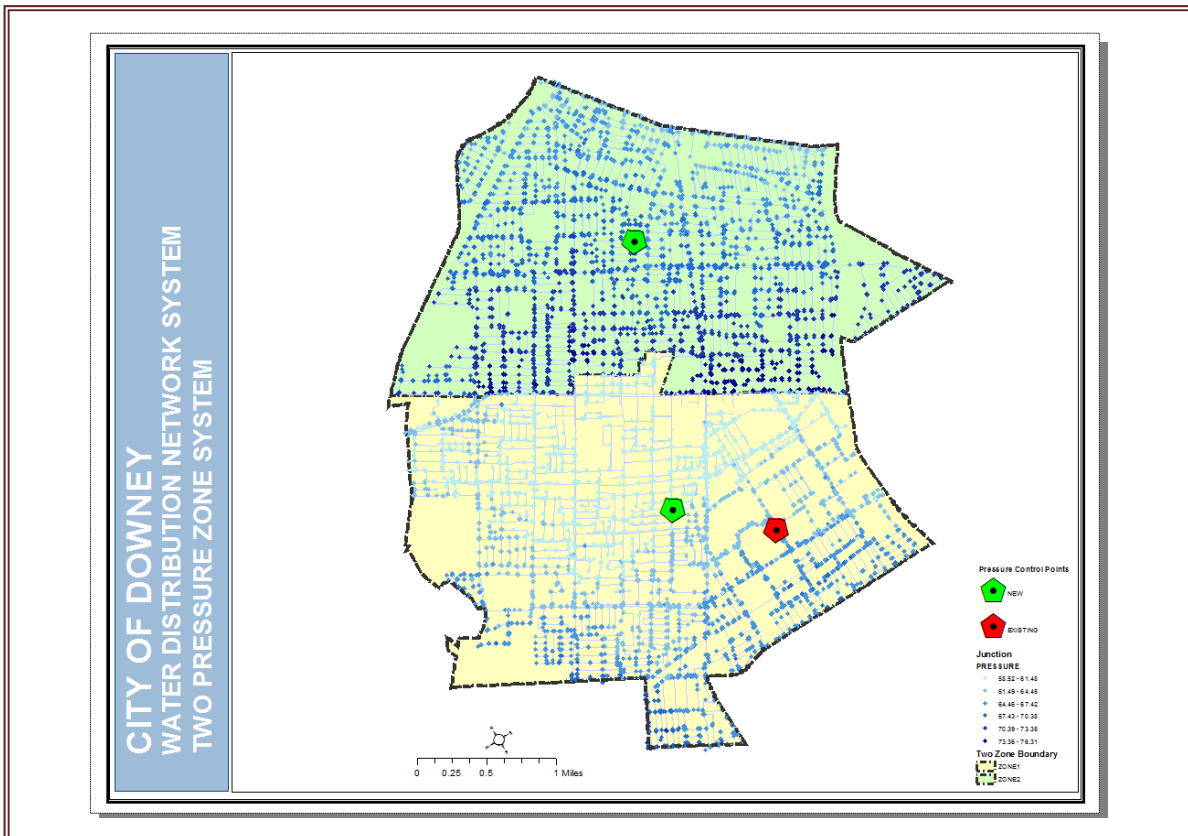 CITY OF DOWNEY
WATER DISTRIBUTION NETWORK SYSTEM
TWO PRESSURE ZONE SYSTEM
Pressure Control Points
NEW
EXISTING
Junction
PRESSURE
58.52 - 61.48
61.49 - 64.45
64.46 - 67.42
67.43 - 70.38
70.39 - 73.35
73.36 - 76.31
Two Zone Boundary
ZONE1
ZONE2
0 0.25 0.5 1 Miles